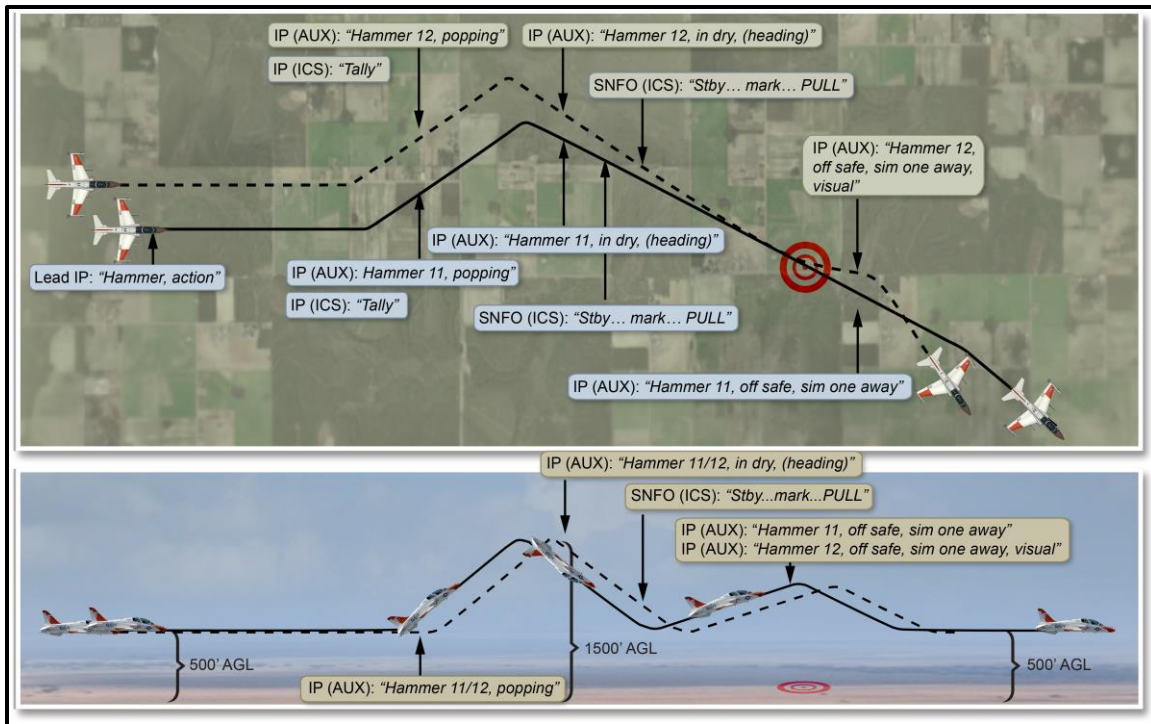 IP (AUX): “Hammer 12, popping”
IP (ICS): “Tally”
IP (AUX): “Hammer 12, in dry, (heading)”
SNFO (ICS): “Stby… mark… PULL”
IP (AUX): “Hammer 12,
off safe, sim one away,
visual”
Lead IP: “Hammer, action”
IP (AUX): Hammer 11, popping”
IP (ICS): “Tally”
IP (AUX): “Hammer 11, in dry, (heading)”
SNFO (ICS): “Stby… mark… PULL”
IP (AUX): “Hammer 11, off safe, sim one away”
IP (AUX): “Hammer 11/12, in dry, (heading)”
SNFO (ICS): “Stby...mark...PULL”
IP (AUX): “Hammer 11, off safe, sim one away”
IP (AUX): “Hammer 12, off safe, sim one away, visual”
500’ AGL
1500’ AGL
500’ AGL
IP (AUX): “Hammer 11/12, popping”